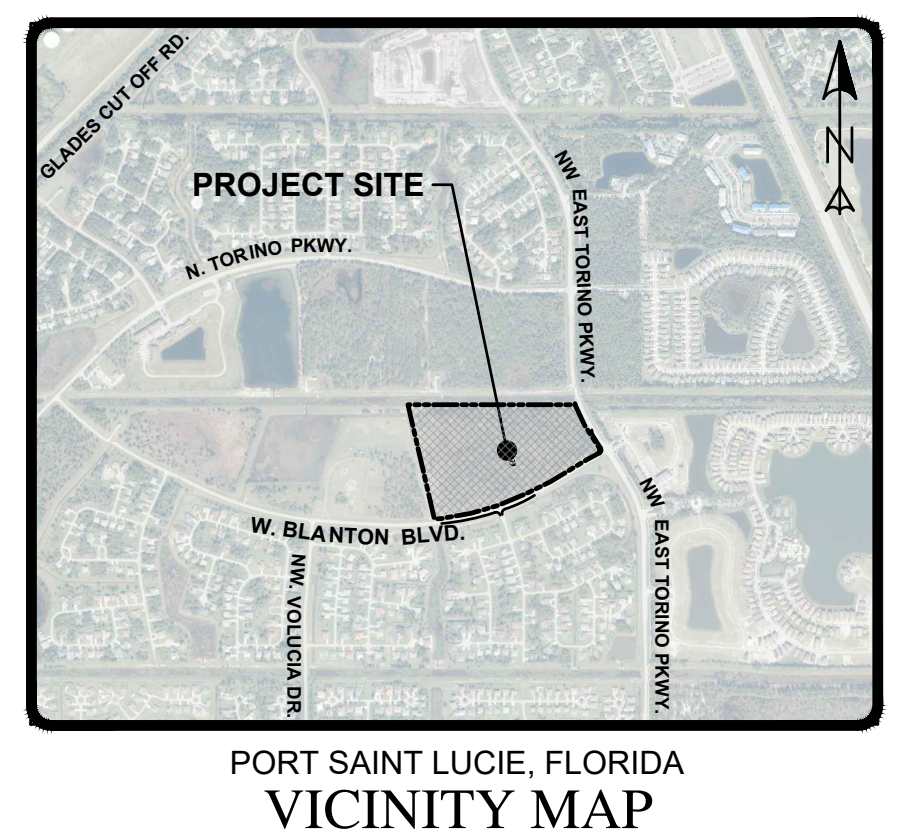 GLADES CUT OFF RD.
N
PROJECT SITE
NW EAST TORINO PKWY.
N. TORINO PKWY.
NW EAST TORINO PKWY.
W. BLANTON BLVD.
NW. VOLUCIA DR.
PORT SAINT LUCIE, FLORIDA
VICINITY MAP